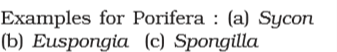 Examples for Porifera : (a) Sycon
(b) Euspongia (c) Spongilla